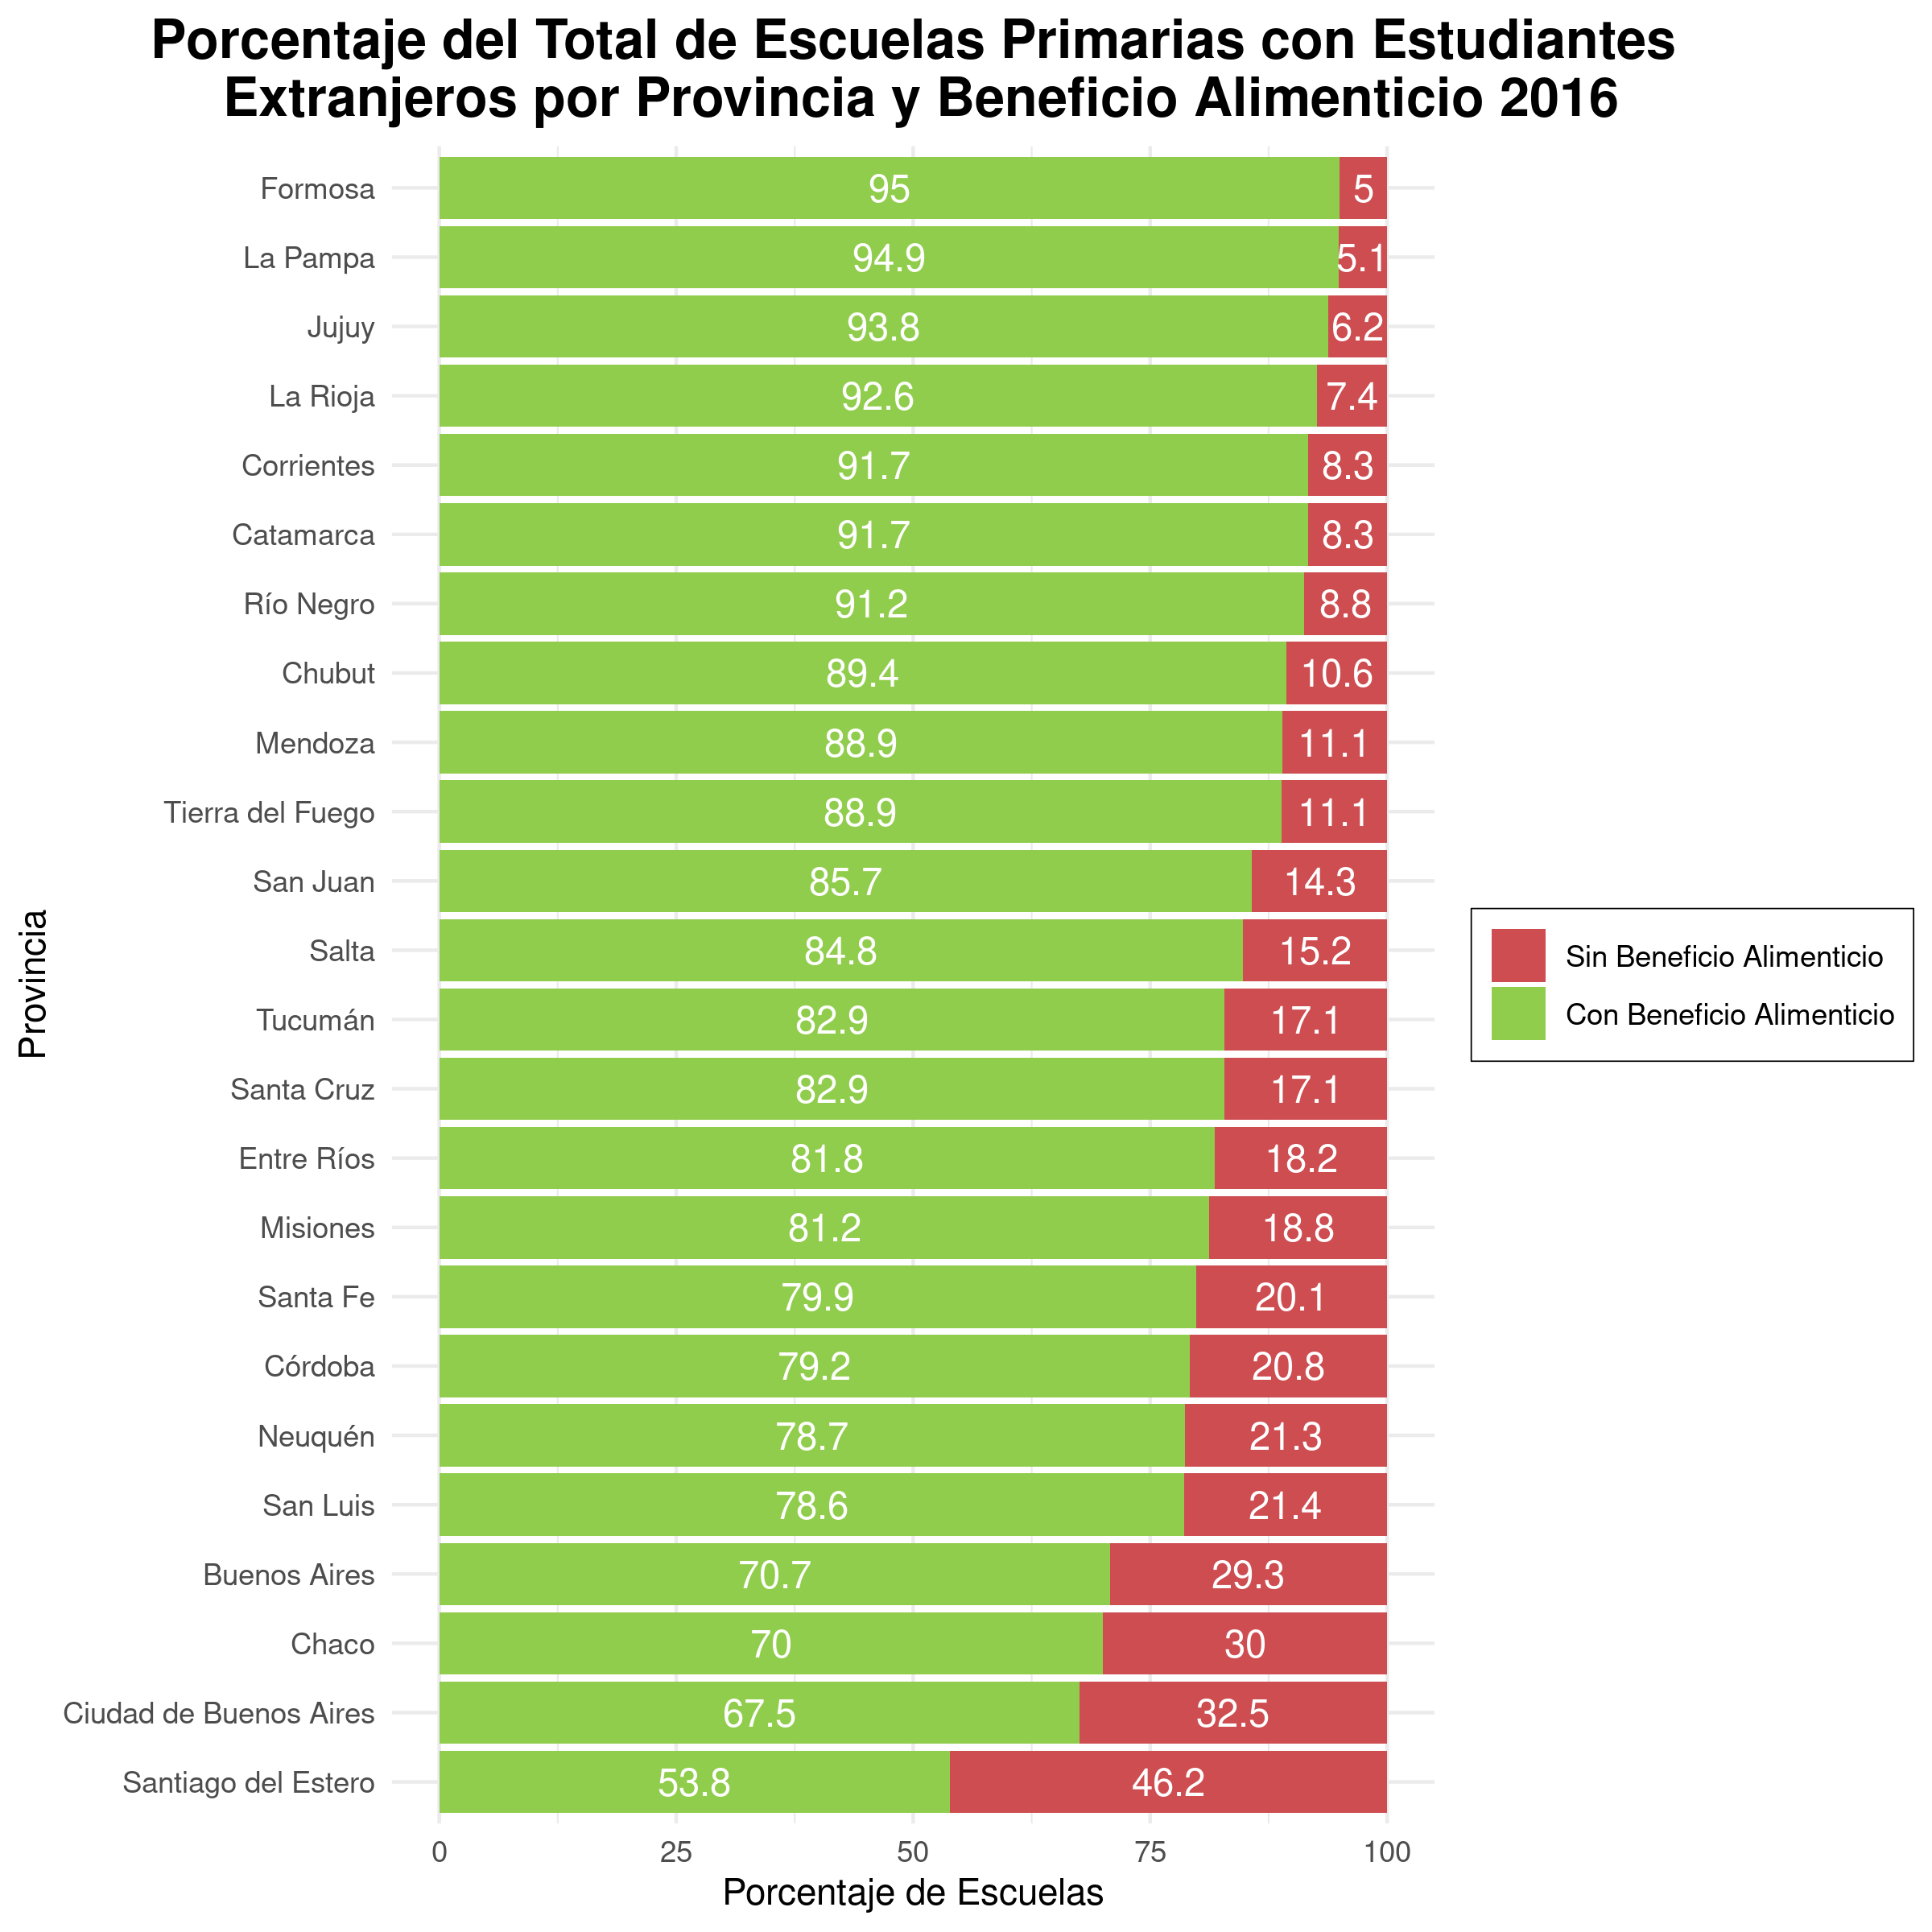 Porcentaje del Total de Escuelas Primarias con Estudiantes
Extranjeros por Provincia y Beneficio Alimenticio 2016
Provincia
Formosa 95 5
La Pampa 94.9 5.1
Jujuy 93.8 6.2
La Rioja 92.6 7.4
Corrientes 91.7 8.3
Catamarca 91.7 8.3
Río Negro 91.2 8.8
Chubut 89.4 10.6
Mendoza 88.9 11.1
Tierra del Fuego 88.9 11.1
San Juan 85.7 14.3
Salta 84.8 15.2
Tucumán 82.9 17.1
Santa Cruz 82.9 17.1
Entre Ríos 81.8 18.2
Misiones 81.2 18.8
Santa Fe 79.9 20.1
Córdoba 79.2 20.8
Neuquén 78.7 21.3
San Luis 78.6 21.4
Buenos Aires 70.7 29.3
Chaco 70 30
Ciudad de Buenos Aires 67.5 32.5
Santiago del Estero 53.8 46.2
0 25 50 75 100
Porcentaje de Escuelas
Sin Beneficio Alimenticio
Con Beneficio Alimenticio